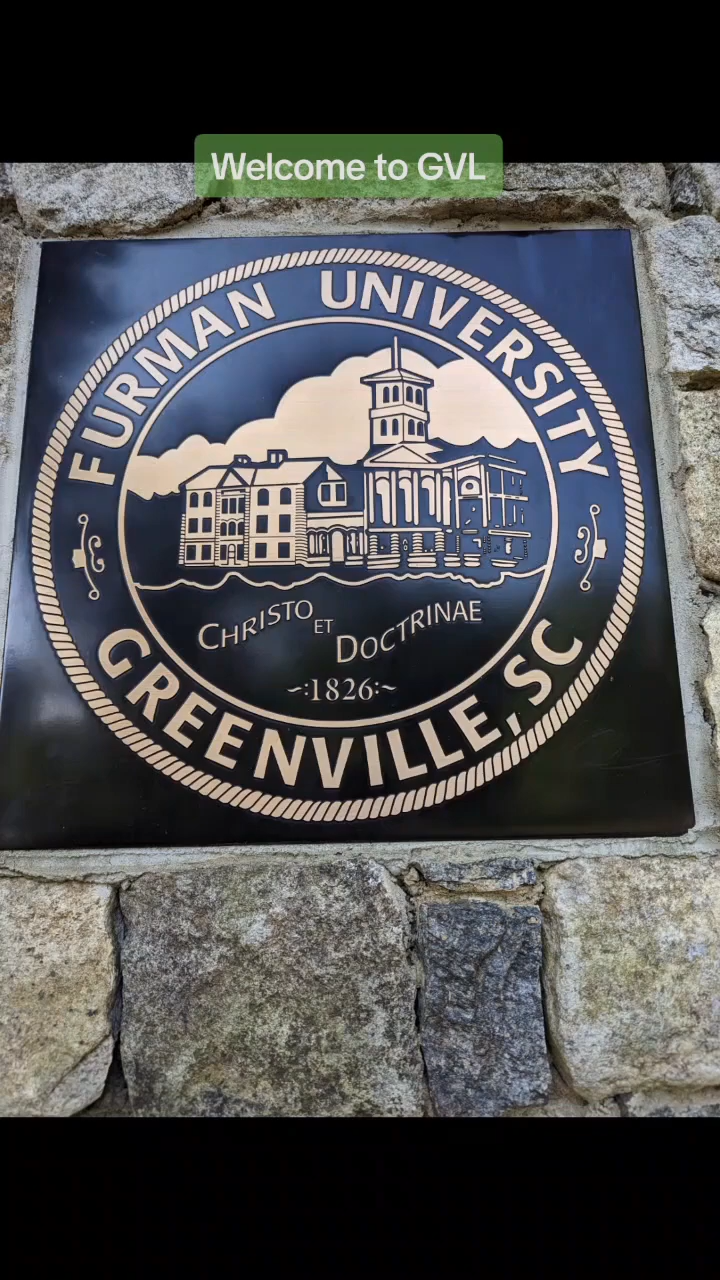 Welcome to GVL
FURMAN UNIVERSITY
CHRISTO ET DOCTRINAE
1826
GREENVILLE, SC